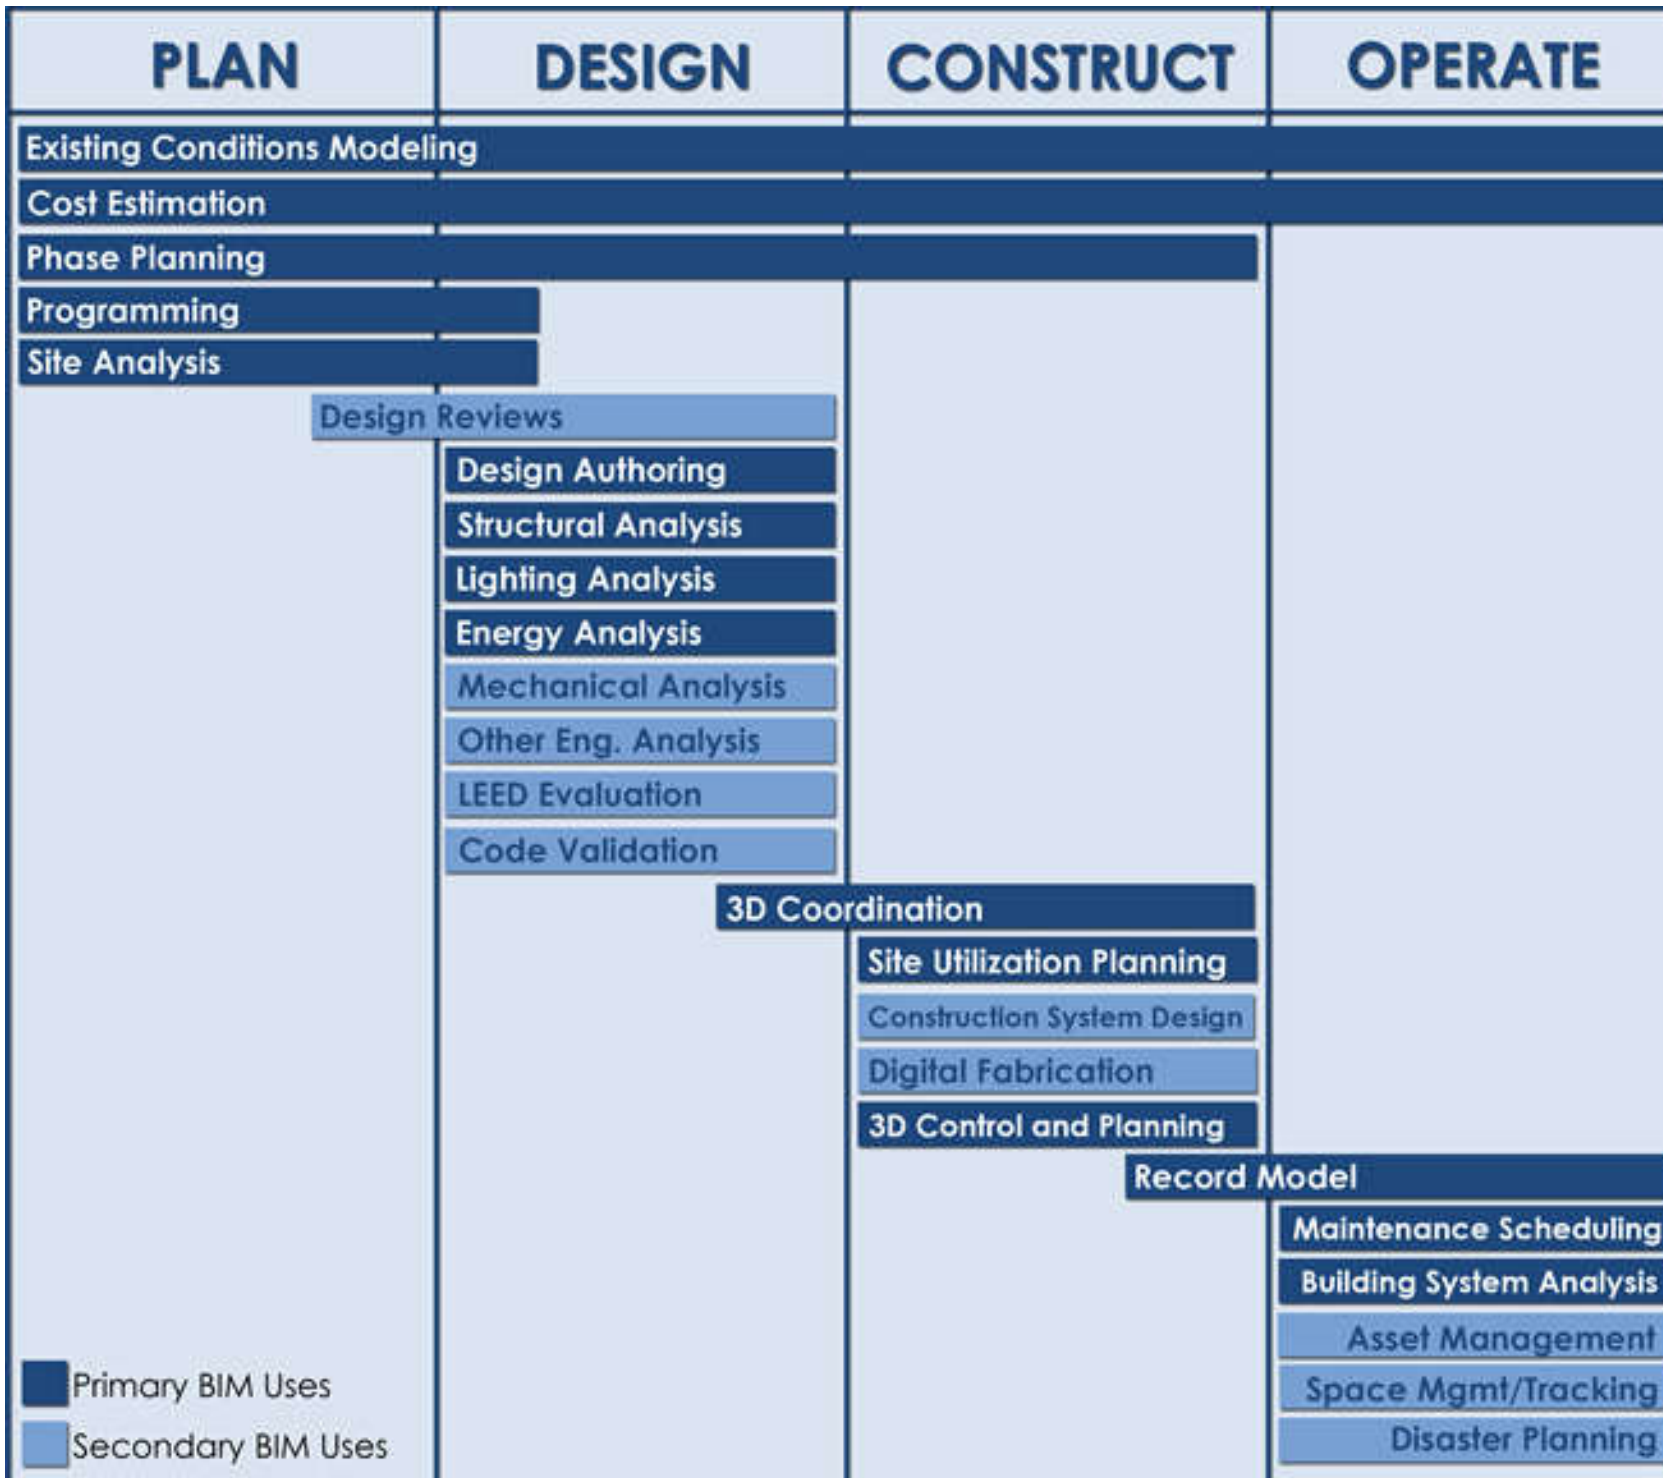 PLAN DESIGN CONSTRUCT OPERATE
Existing Conditions Modeling
Cost Estimation
Phase Planning
Programming
Site Analysis
Design Reviews
Design Authoring
Structural Analysis
Lighting Analysis
Energy Analysis
Mechanical Analysis
Other Eng. Analysis
LEED Evaluation
Code Validation
3D Coordination
Site Utilization Planning
Construction System Design
Digital Fabrication
3D Control and Planning
Record Model
Maintenance Scheduling
Building System Analysis
Asset Management
Space Mgmt/Tracking
Disaster Planning
Primary BIM Uses
Secondary BIM Uses